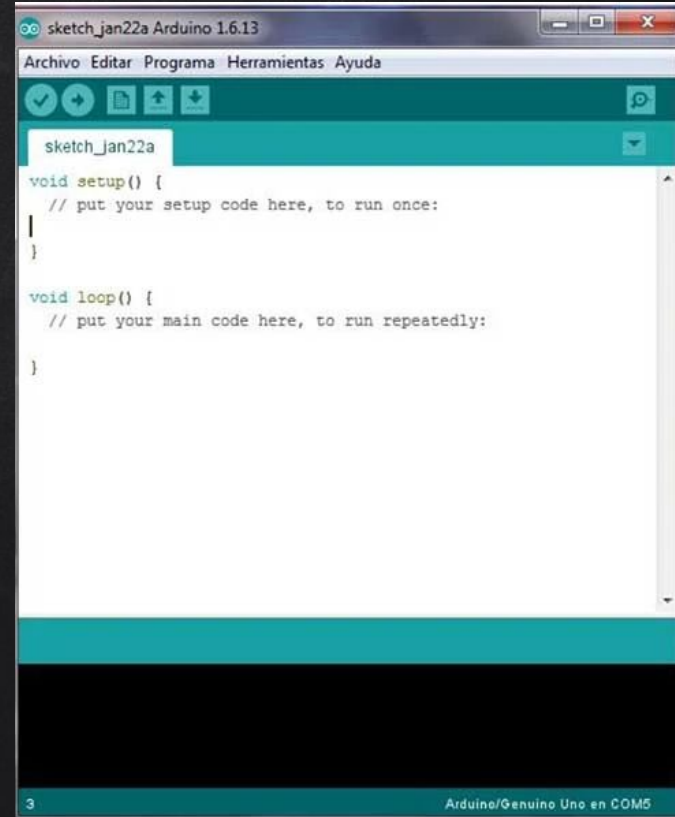 sketch_jan22a Arduino 1.6.13
Archivo Editar Programa Herramientas Ayuda
sketch_jan22a
void setup() {
  // put your setup code here, to run once:
}
void loop() {
  // put your main code here, to run repeatedly:
}
3 Arduino/Genuino Uno en COM5